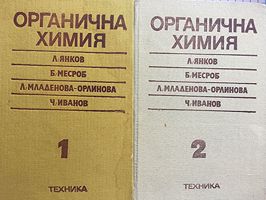 ОРГАНИЧНА
ХИМИЯ
Л.ЯНКОВ
Б.МЕСРОБ
Л.МЛАДЕНОВА-ОРЛИНОВА
Ч.ИВАНОВ
1
ТЕХНИКА
ОРГАНИЧНА
ХИМИЯ
Л.ЯНКОВ
Б.МЕСРОБ
Л.МЛАДЕНОВА-ОРЛИНОВА
Ч.ИВАНОВ
2
ТЕХНИКА